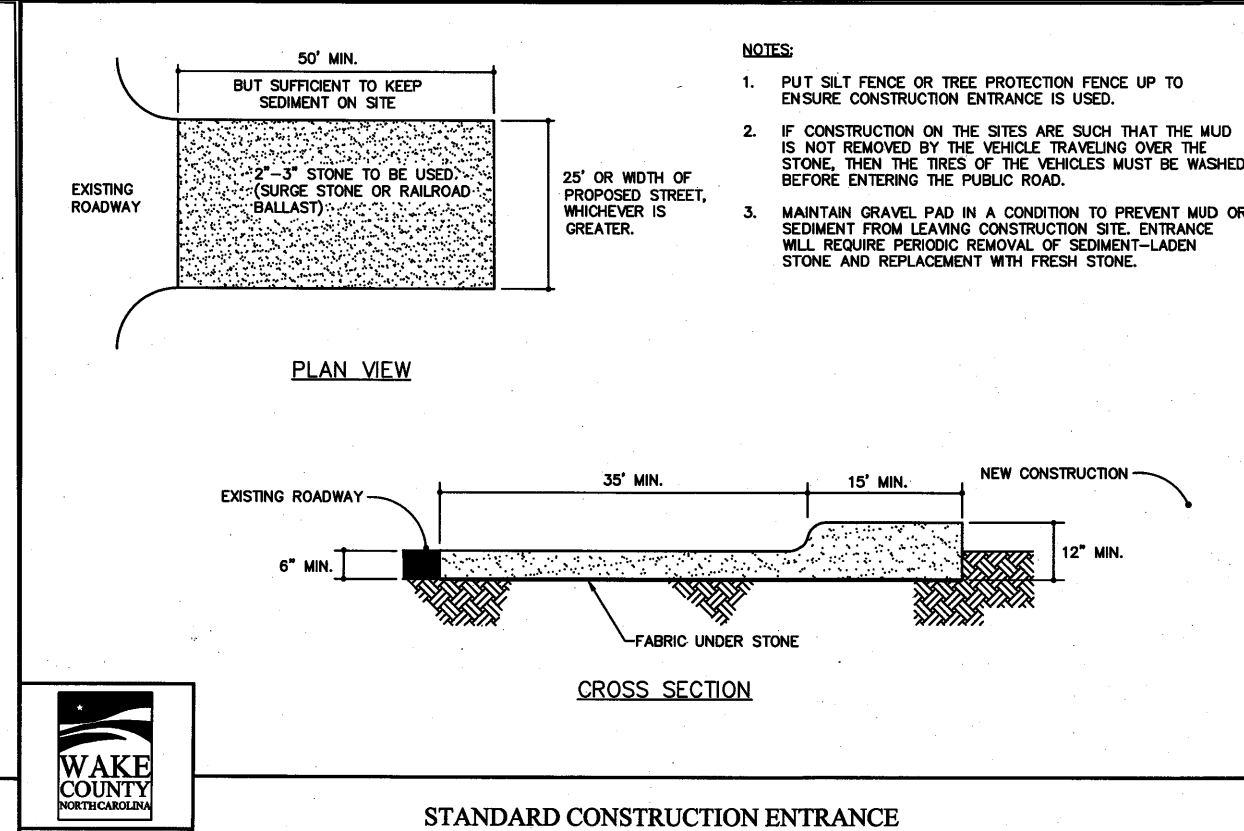 50' MIN.
BUT SUFFICIENT TO KEEP
SEDIMENT ON SITE
2"-3" STONE TO BE USED.
(SURGE STONE OR RAILROAD
BALLAST)
EXISTING
ROADWAY
25' OR WIDTH OF
PROPOSED STREET,
WHICHEVER IS
GREATER.
PLAN VIEW
NOTES:
1. PUT SILT FENCE OR TREE PROTECTION FENCE UP TO
ENSURE CONSTRUCTION ENTRANCE IS USED.
2. IF CONSTRUCTION ON THE SITES ARE SUCH THAT THE MUD
IS NOT REMOVED BY THE VEHICLE TRAVELING OVER THE
STONE, THEN THE TIRES OF THE VEHICLES MUST BE WASHED
BEFORE ENTERING THE PUBLIC ROAD.
3. MAINTAIN GRAVEL PAD IN A CONDITION TO PREVENT MUD OR
SEDIMENT FROM LEAVING CONSTRUCTION SITE. ENTRANCE
WILL REQUIRE PERIODIC REMOVAL OF SEDIMENT-LADEN
STONE AND REPLACEMENT WITH FRESH STONE.
35' MIN.
15' MIN.
NEW CONSTRUCTION
EXISTING ROADWAY
6" MIN.
12" MIN.
FABRIC UNDER STONE
CROSS SECTION
WAKE
COUNTY
NORTH CAROLINA
STANDARD CONSTRUCTION ENTRANCE